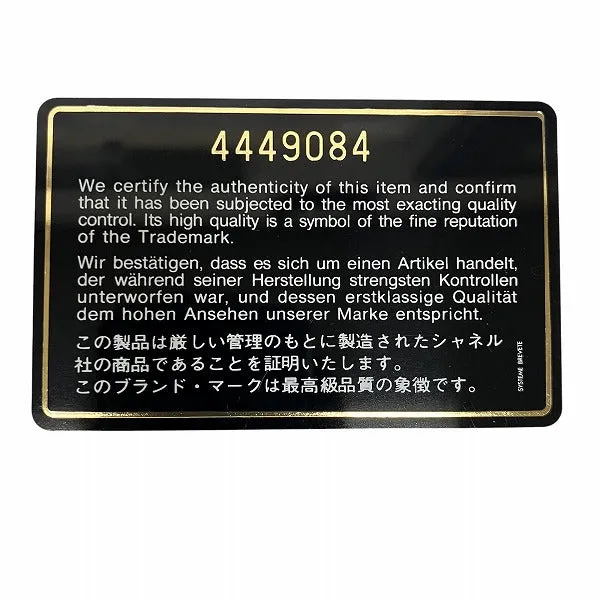 4449084
We certify the authenticity of this item and confirm
that it has been subjected to the most exacting quality
control. Its high quality is a symbol of the fine reputation
of the Trademark.
Wir bestätigen, dass es sich um einen Artikel handelt,
der während seiner Herstellung strengsten Kontrollen
unterworfen war, und dessen erstklassige Qualität
dem hohen Ansehen unserer Marke entspricht.
この製品は厳しい管理のもとに製造されたシャネル
社の商品であることを証明いたします。
このブランド・マークは最高級品質の象徴です。
SYSTEME BREVETE